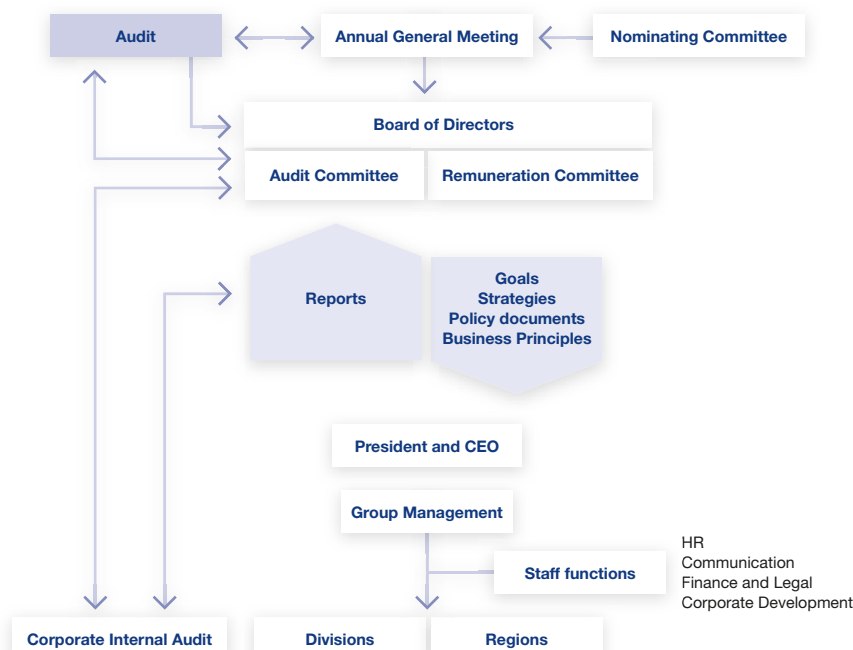 Audit
Annual General Meeting
Nominating Committee
Board of Directors
Audit Committee
Remuneration Committee
Reports
Goals
Strategies
Policy documents
Business Principles
President and CEO
Group Management
Staff functions
HR
Communication
Finance and Legal
Corporate Development
Corporate Internal Audit
Divisions
Regions